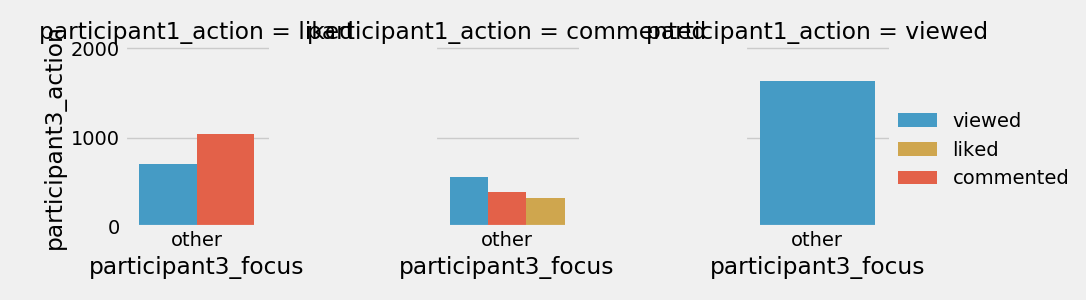 participant1_action = liked
participant1_action = commented
participant1_action = viewed
participant3_action
2000
1000
0
other
other
other
participant3_focus
participant3_focus
participant3_focus
viewed
liked
commented